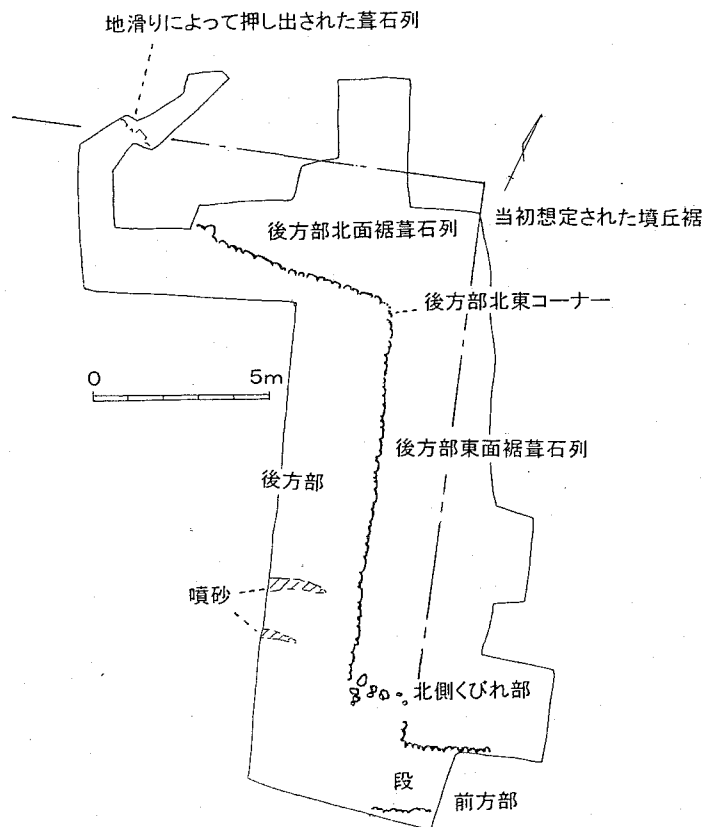 地滑りによって押し出された葺石列
当初想定された墳丘裾
後方部北面裾葺石列
後方部北東コーナー
0 5m
後方部東面裾葺石列
後方部
噴砂
北側くびれ部
段
前方部